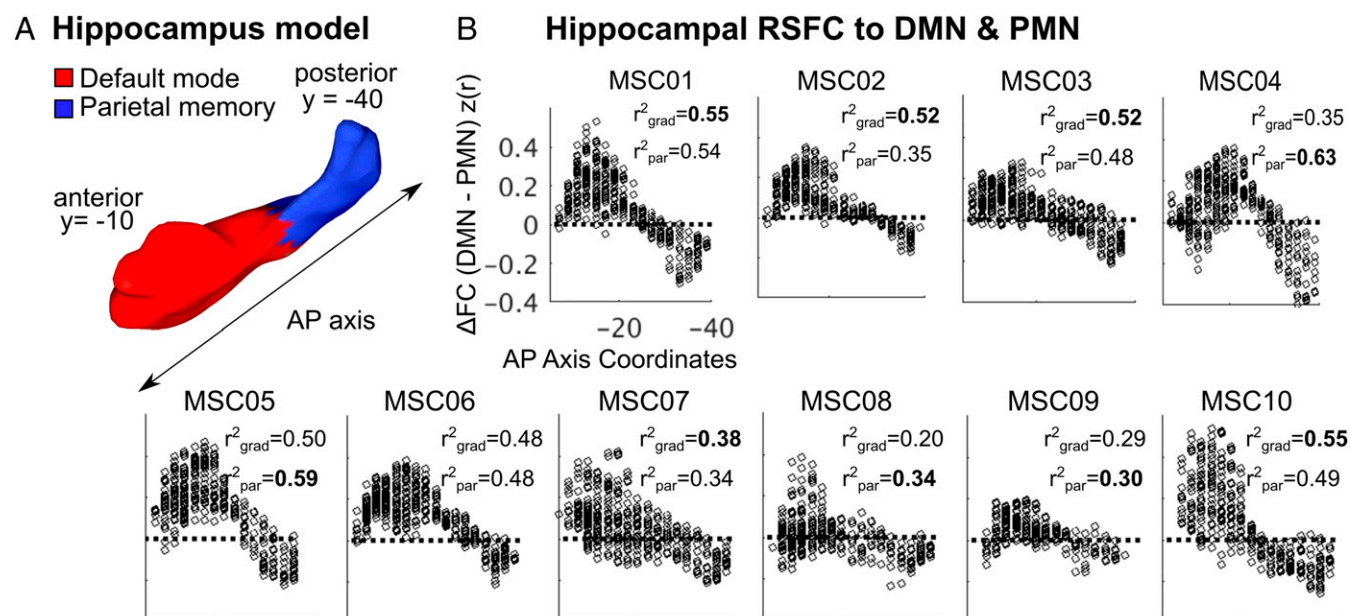 A Hippocampus model
Default mode
Parietal memory
posterior
y = -40
anterior
y= -10
AP axis
B Hippocampal RSFC to DMN & PMN
ΔFC (DMN - PMN) z(r)
0.4
0.2
0
−0.2
−0.4
−20 −40
AP Axis Coordinates
MSC01
r²grad=0.55
r²par=0.54
MSC02
r²grad=0.52
r²par=0.35
MSC03
r²grad=0.52
r²par=0.48
MSC04
r²grad=0.35
r²par=0.63
MSC05
r²grad=0.50
r²par=0.59
MSC06
r²grad=0.48
r²par=0.48
MSC07
r²grad=0.38
r²par=0.34
MSC08
r²grad=0.20
r²par=0.34
MSC09
r²grad=0.29
r²par=0.30
MSC10
r²grad=0.55
r²par=0.49